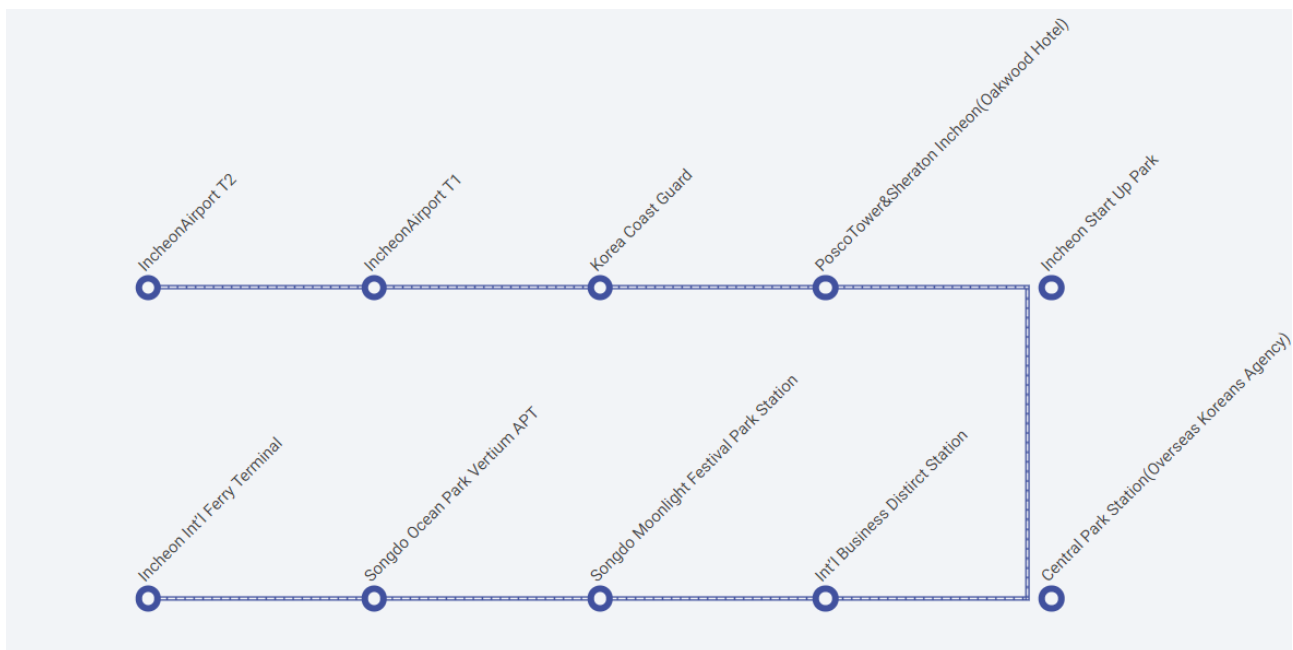 IncheonAirport T2
IncheonAirport T1
Korea Coast Guard
PoscoTower&Sheraton Incheon(Oakwood Hotel)
Incheon Start Up Park
Incheon Int'l Ferry Terminal
Songdo Ocean Park Vertium APT
Songdo Moonlight Festival Park Station
Int'l Business Distirct Station
Central Park Station(Overseas Koreans Agency)